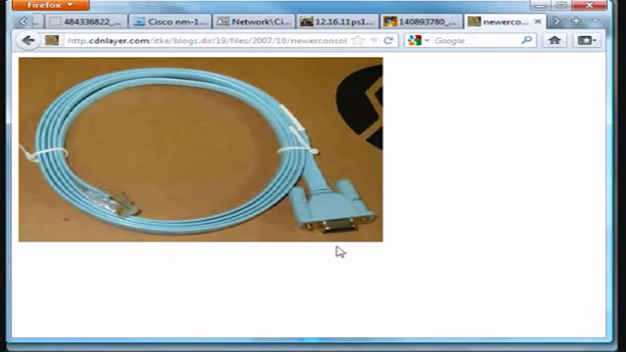 Firefox
484336822_...
Cisco nm-1...
Network\Ci...
12.16.11ps1...
140893780_...
newerco...
http://www.cdnlayer.com/itke/blogs.dir/19/files/2007/10/newerconsol
Google